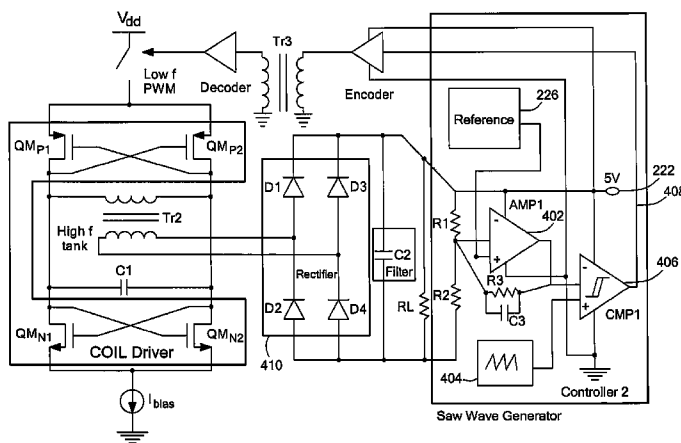 Vdd
Low f
PWM
Decoder
Tr3
Encoder
Reference
226
QMP1
QMP2
D1
D3
5V
222
408
AMP1
402
R1
Tr2
High f
tank
C2
Filter
R3
406
Rectifier
C1
R2
C3
D2
D4
RL
CMP1
QMN1
QMN2
COIL Driver
410
404
Controller 2
Ibias
Saw Wave Generator